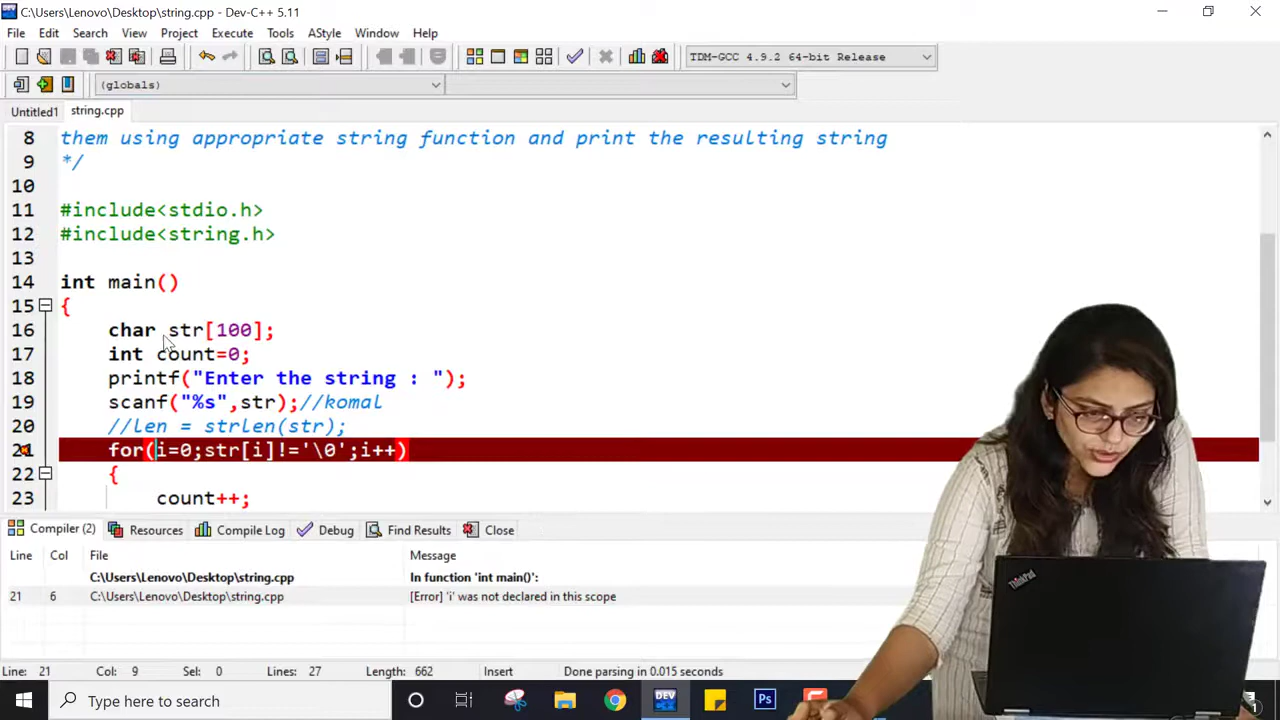 C:\Users\Lenovo\Desktop\string.cpp - Dev-C++ 5.11
File Edit Search View Project Execute Tools AStyle Window Help
TDM-GCC 4.9.2 64-bit Release
(globals)
Untitled1 string.cpp
8 them using appropriate string function and print the resulting string
9 */
10
11 #include<stdio.h>
12 #include<string.h>
13
14 int main()
15 {
16 char str[100];
17 int count=0;
18 printf("Enter the string : ");
19 scanf("%s",str);//komal
20 //len = strlen(str);
21 for(i=0;str[i]!='\0';i++)
22 {
23 count++;
Compiler (2) Resources Compile Log Debug Find Results Close
Line Col File Message
C:\Users\Lenovo\Desktop\string.cpp In function 'int main()':
21 6 C:\Users\Lenovo\Desktop\string.cpp [Error] 'i' was not declared in this scope
Line: 21 Col: 9 Sel: 0 Lines: 27 Length: 662 Insert Done parsing in 0.015 seconds
Type here to search
DEV
Ps
ThinkPad
1